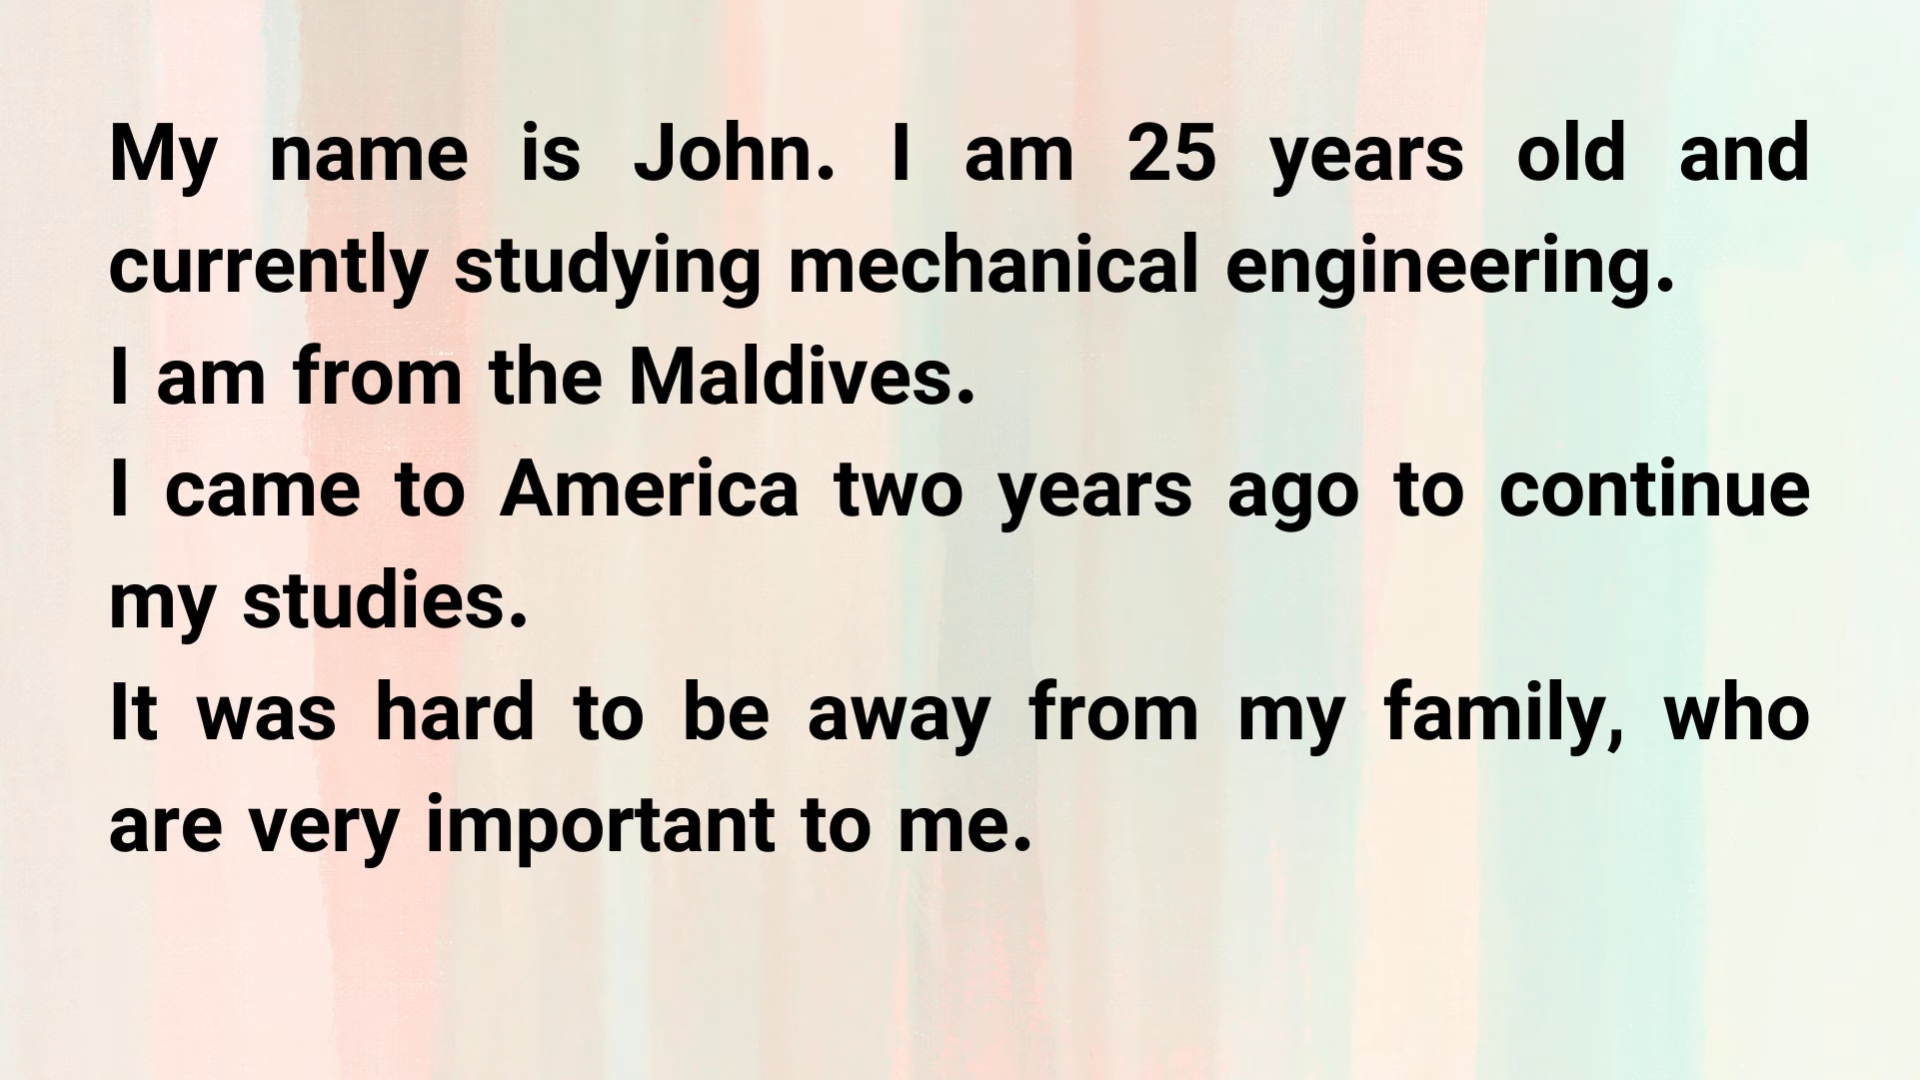 My name is John. I am 25 years old and
currently studying mechanical engineering.
I am from the Maldives.
I came to America two years ago to continue
my studies.
It was hard to be away from my family, who
are very important to me.